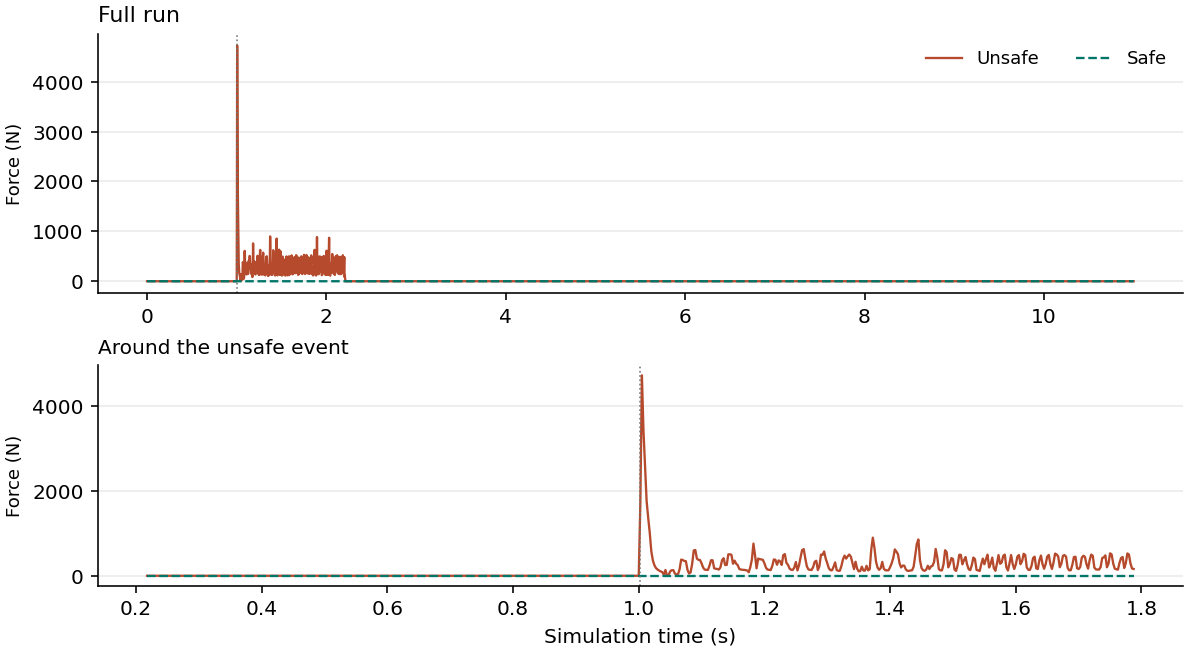 Full run
Unsafe Safe
Force (N)
4000
3000
2000
1000
0
0 2 4 6 8 10
Around the unsafe event
Force (N)
4000
2000
0
0.2 0.4 0.6 0.8 1.0 1.2 1.4 1.6 1.8
Simulation time (s)